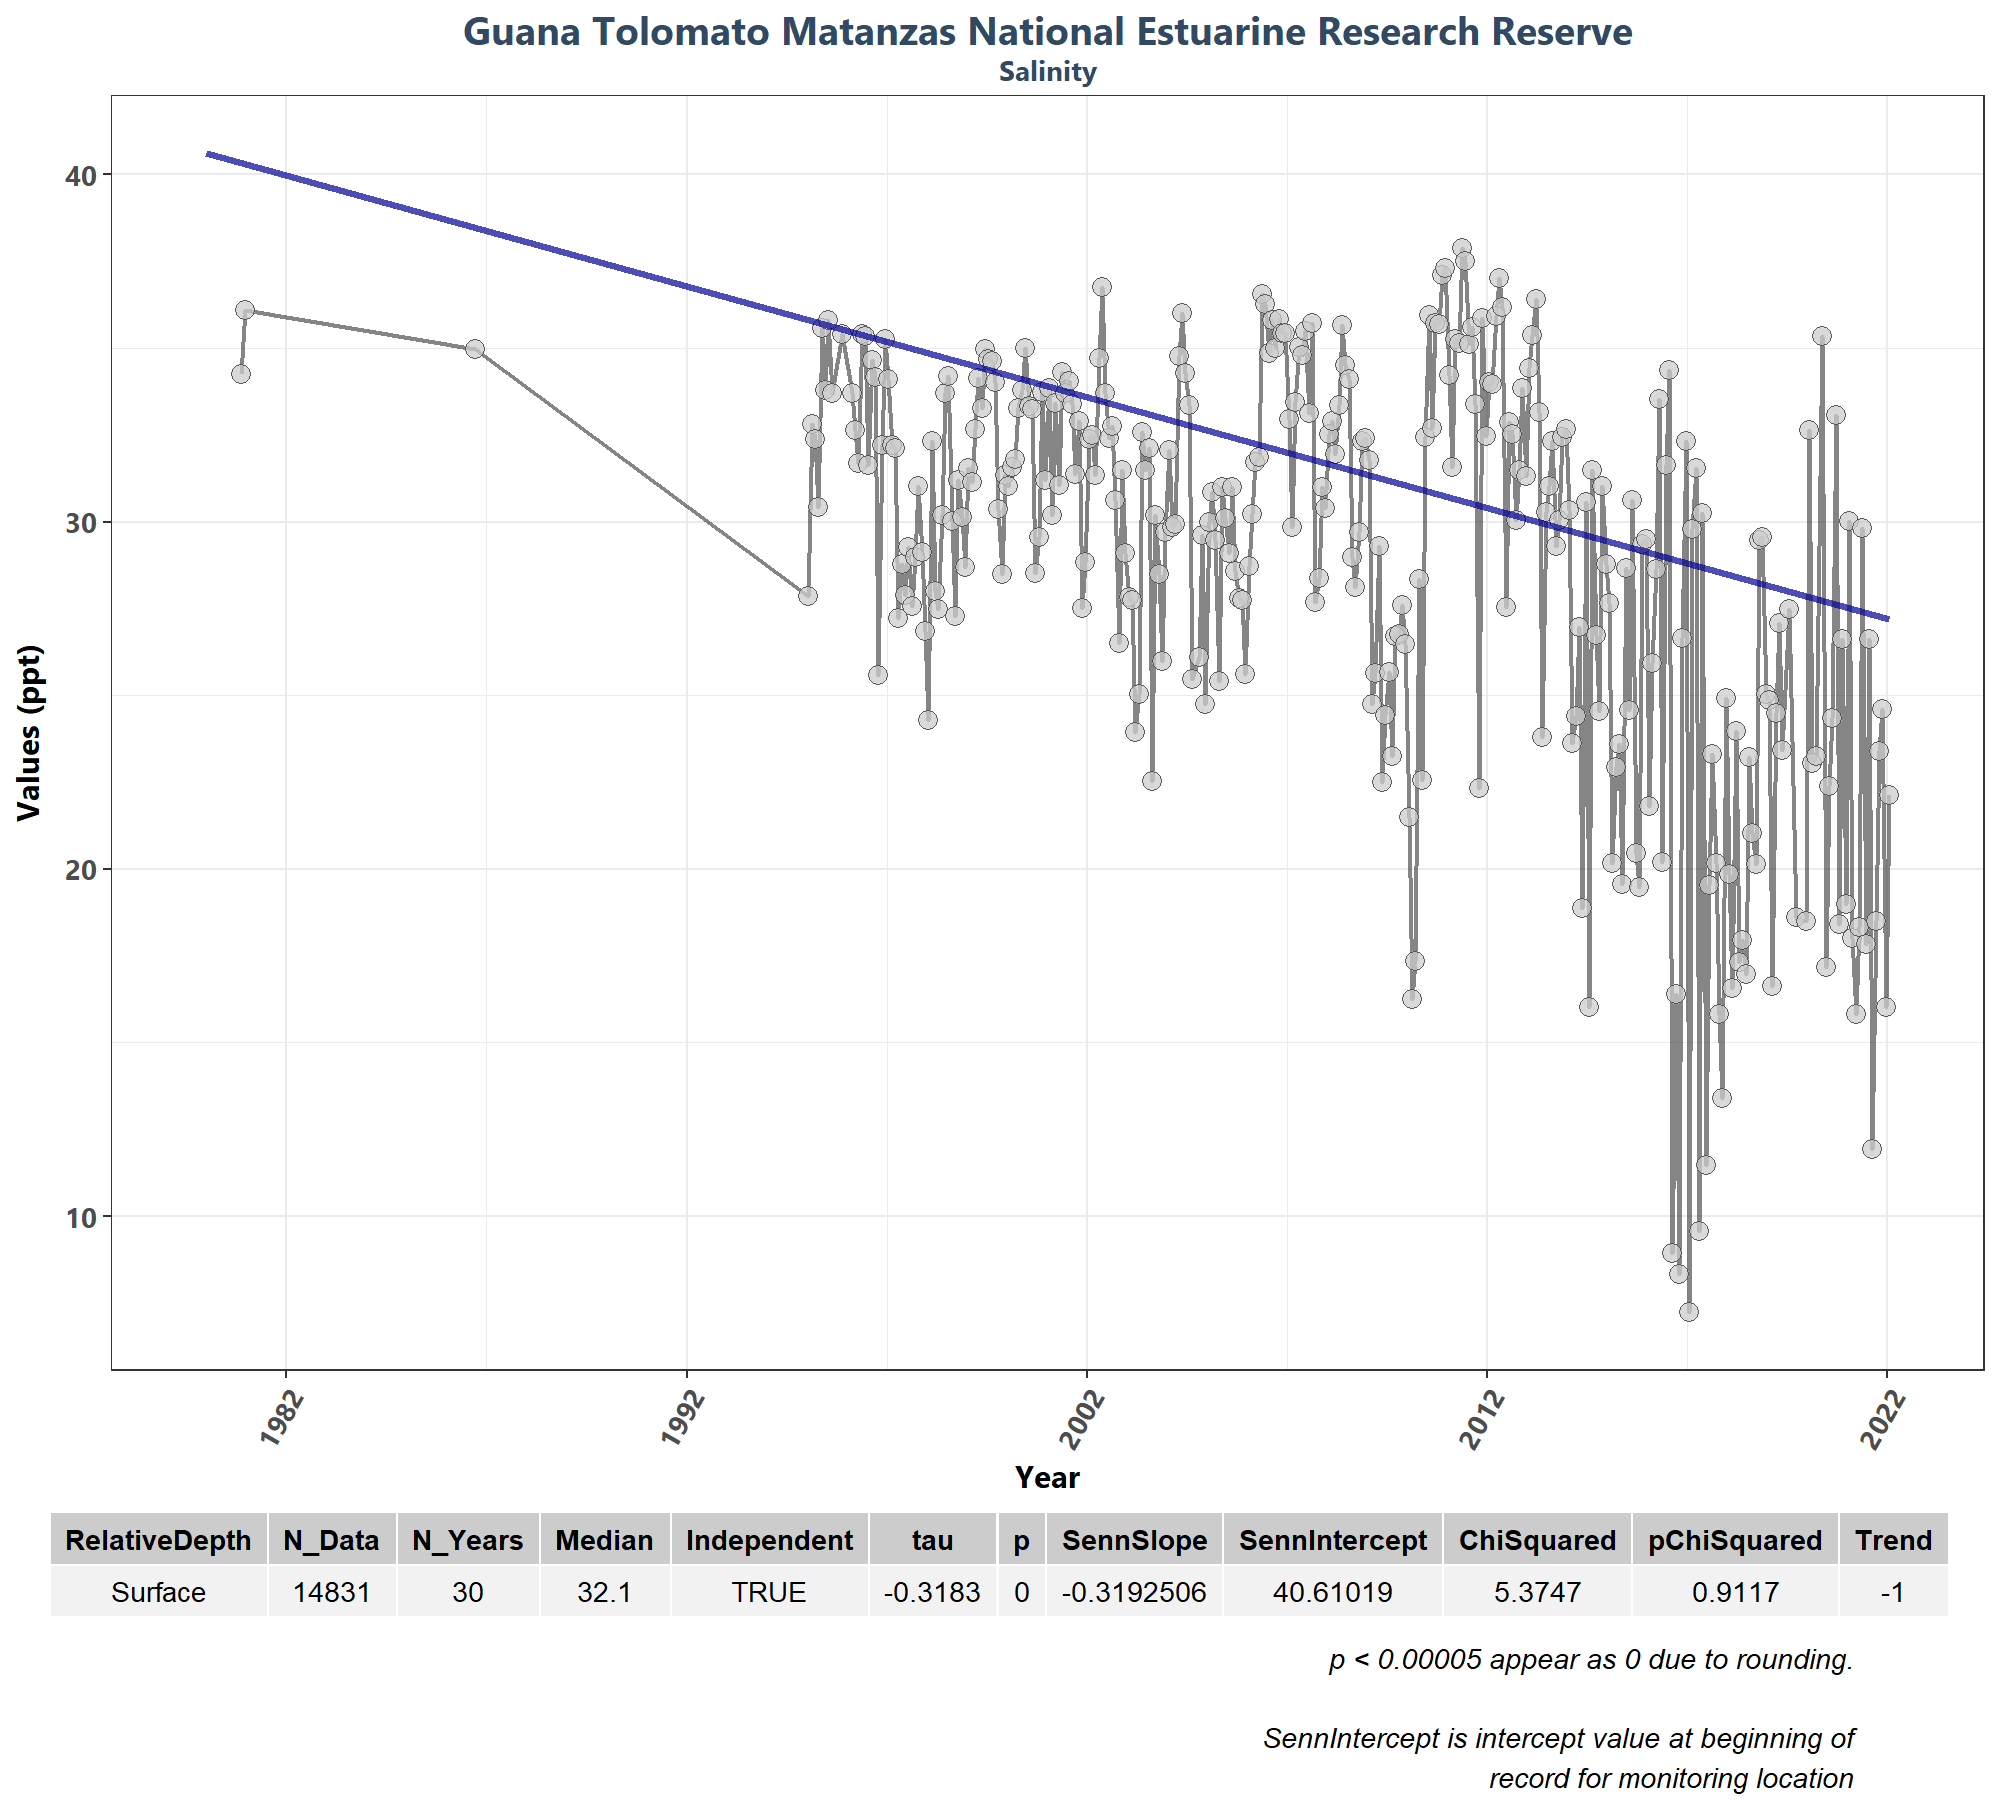 Guana Tolomato Matanzas National Estuarine Research Reserve
Salinity
Values (ppt)
40
30
20
10
1982 1992 2002 2012 2022
Year
RelativeDepth N_Data N_Years Median Independent tau p SennSlope SennIntercept ChiSquared pChiSquared Trend
Surface 14831 30 32.1 TRUE -0.3183 0 -0.3192506 40.61019 5.3747 0.9117 -1
p < 0.00005 appear as 0 due to rounding.
SennIntercept is intercept value at beginning of
record for monitoring location